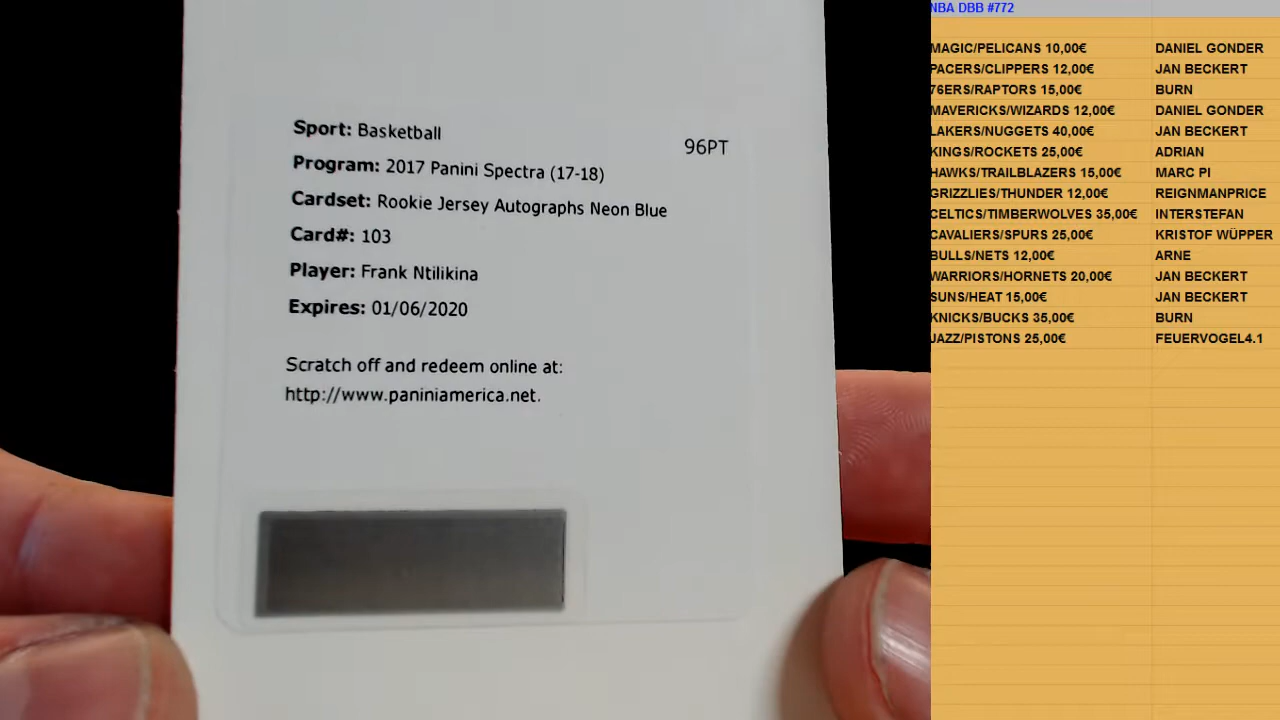 Sport: Basketball
96PT
Program: 2017 Panini Spectra (17-18)
Cardset: Rookie Jersey Autographs Neon Blue
Card#: 103
Player: Frank Ntilikina
Expires: 01/06/2020
Scratch off and redeem online at:
http://www.paniniamerica.net.
NBA DBB #772
MAGIC/PELICANS 10,00€ DANIEL GONDER
PACERS/CLIPPERS 12,00€ JAN BECKERT
76ERS/RAPTORS 15,00€ BURN
MAVERICKS/WIZARDS 12,00€ DANIEL GONDER
LAKERS/NUGGETS 40,00€ JAN BECKERT
KINGS/ROCKETS 25,00€ ADRIAN
HAWKS/TRAILBLAZERS 15,00€ MARC PI
GRIZZLIES/THUNDER 12,00€ REIGNMANPRICE
CELTICS/TIMBERWOLVES 35,00€ INTERSTEFAN
CAVALIERS/SPURS 25,00€ KRISTOF WÜPPER
BULLS/NETS 12,00€ ARNE
WARRIORS/HORNETS 20,00€ JAN BECKERT
SUNS/HEAT 15,00€ JAN BECKERT
KNICKS/BUCKS 35,00€ BURN
JAZZ/PISTONS 25,00€ FEUERVOGEL4.1